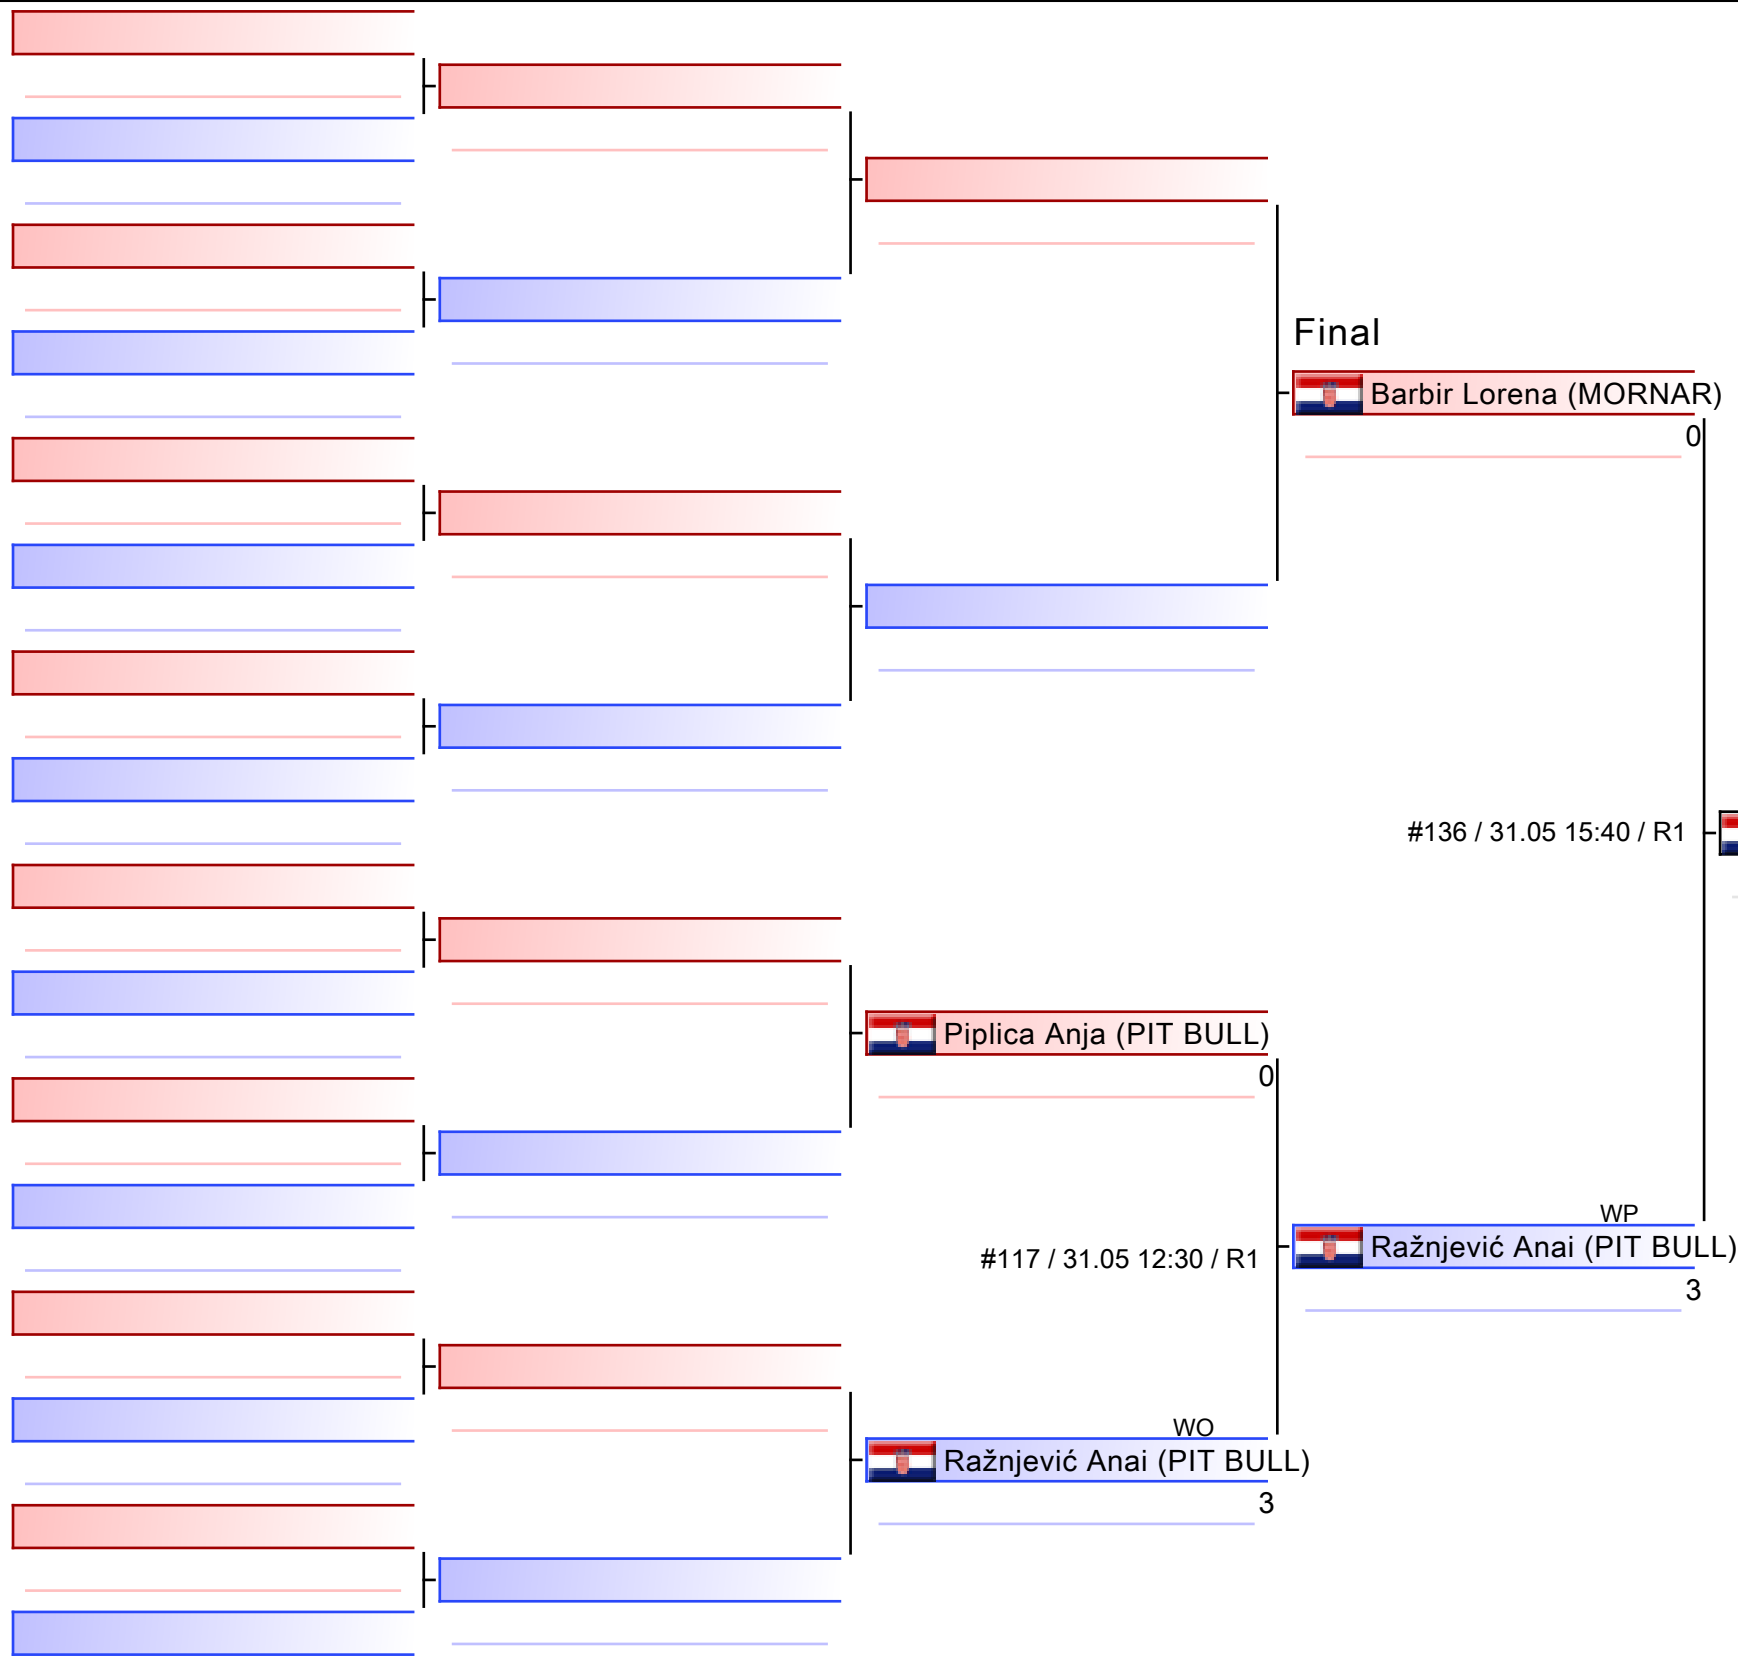 Final
Barbir Lorena (MORNAR)
0
#136 / 31.05 15:40 / R1
Piplica Anja (PIT BULL)
0
WP
Ražnjević Anai (PIT BULL)
3
#117 / 31.05 12:30 / R1
WO
Ražnjević Anai (PIT BULL)
3